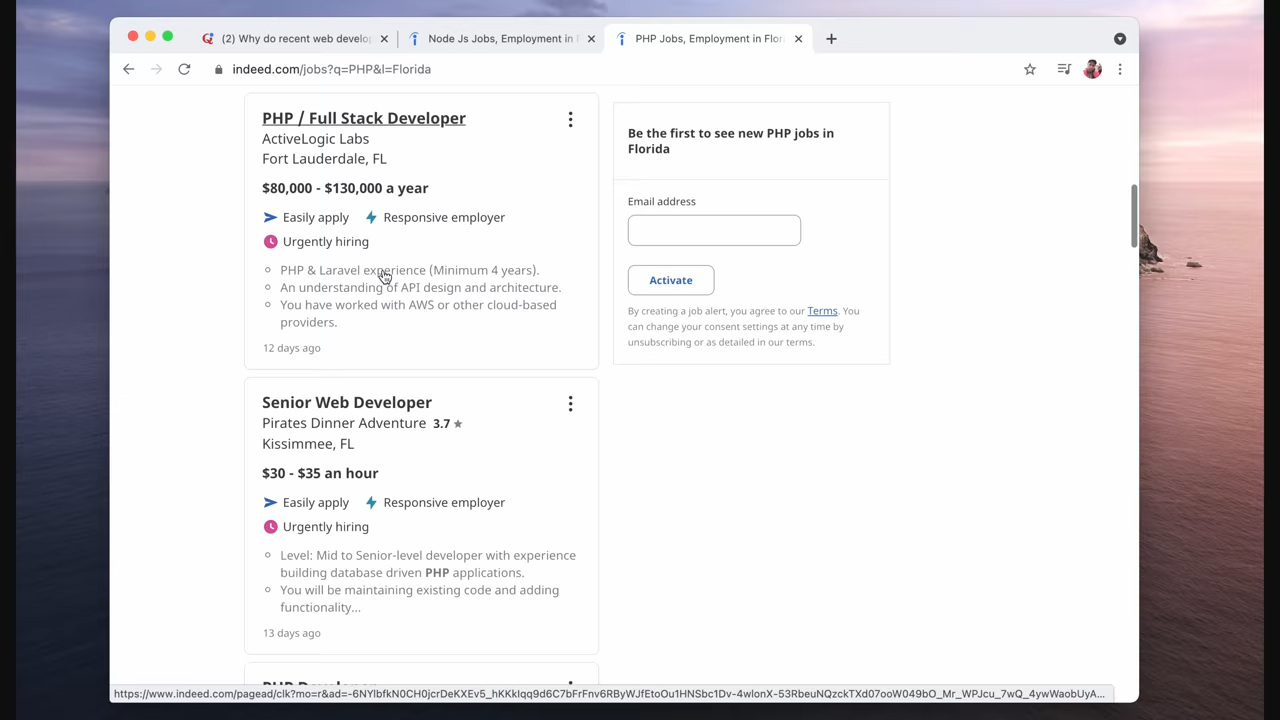 (2) Why do recent web develo
Node Js Jobs, Employment in F
PHP Jobs, Employment in Flor
indeed.com/jobs?q=PHP&l=Florida
PHP / Full Stack Developer
ActiveLogic Labs
Fort Lauderdale, FL
$80,000 - $130,000 a year
Easily apply Responsive employer
Urgently hiring
PHP & Laravel experience (Minimum 4 years).
An understanding of API design and architecture.
You have worked with AWS or other cloud-based
providers.
12 days ago
Be the first to see new PHP jobs in
Florida
Email address
Activate
By creating a job alert, you agree to our Terms. You
can change your consent settings at any time by
unsubscribing or as detailed in our terms.
Senior Web Developer
Pirates Dinner Adventure 3.7
Kissimmee, FL
$30 - $35 an hour
Easily apply Responsive employer
Urgently hiring
Level: Mid to Senior-level developer with experience
building database driven PHP applications.
You will be maintaining existing code and adding
functionality...
13 days ago
PHP Developer